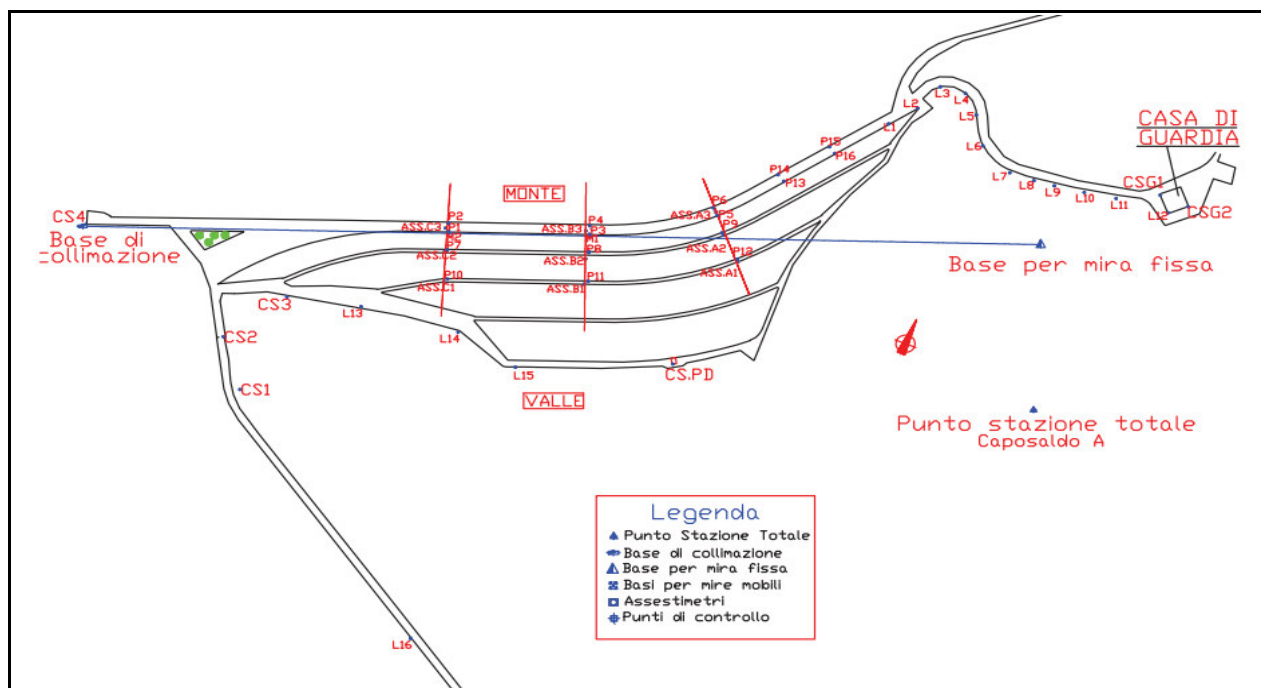 L3
L4
L2
L5
L1
CASA DI
GUARDIA
P15
P16
L6
P14
P13
L7
L8
L9
L10
L11
CSG1
L12
CSG2
MONTE
P6
P5
ASS.A3
CS4
P2
P1
ASS.C3
P4
P3
ASS.B3
M1
P9
Base di
collimazione
P7
ASS.C2
P8
ASS.B2
ASS.A2
P12
ASS.A1
Base per mira fissa
P10
ASS.C1
P11
ASS.B1
CS3
L13
CS2
L14
L15
CS.PD
CS1
VALLE
Punto stazione totale
Caposaldo A
Legenda
Punto Stazione Totale
Base di collimazione
Base per mira fissa
Basi per mire mobili
Assestimetri
Punti di controllo
L16